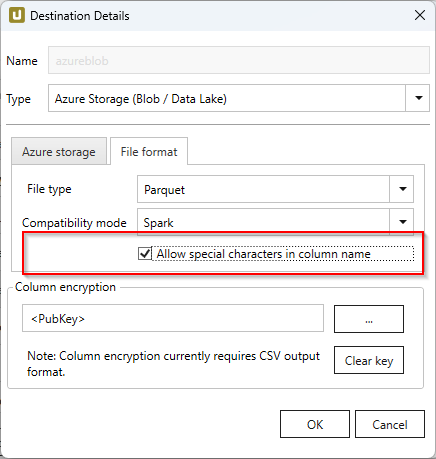 Destination Details
Name azureblob
Type Azure Storage (Blob / Data Lake)
Azure storage File format
File type Parquet
Compatibility mode Spark
Allow special characters in column name
Column encryption
<PubKey> ...
Note: Column encryption currently requires CSV output
format.
Clear key
OK Cancel